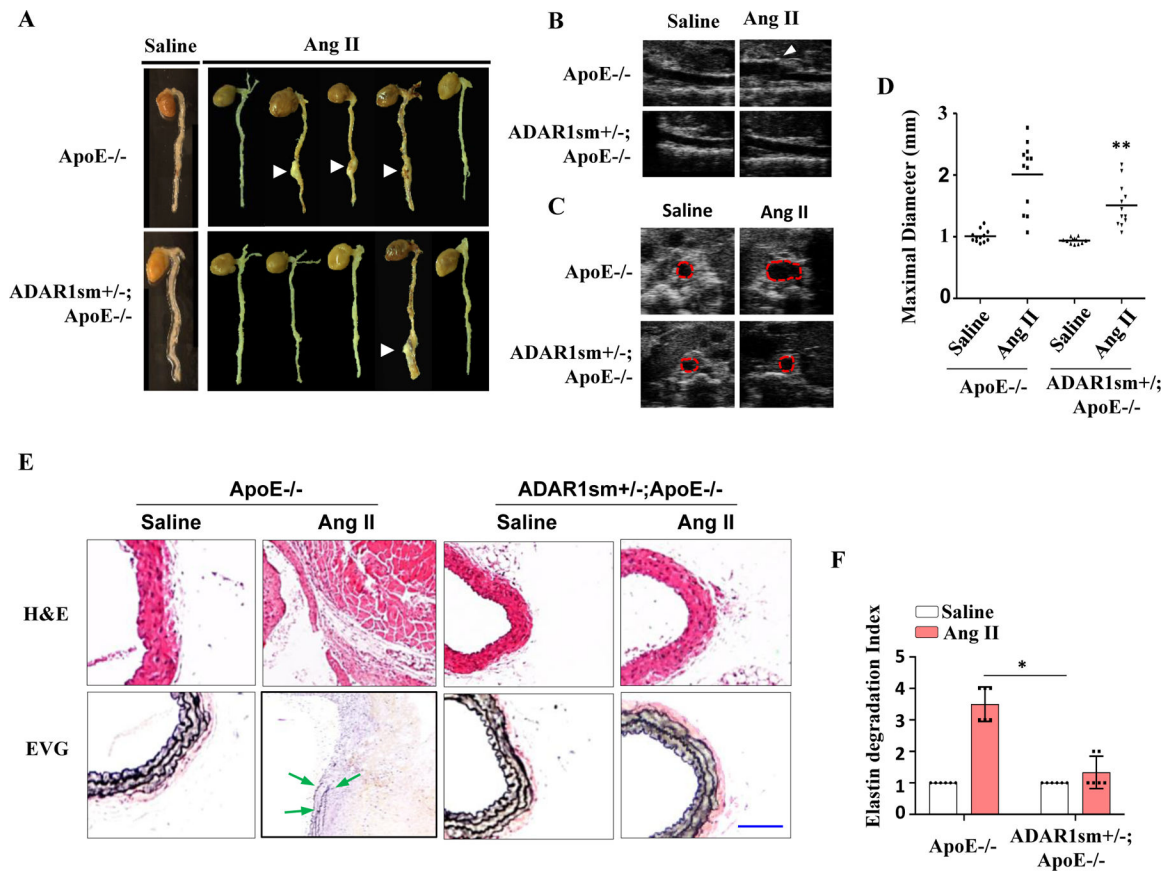 A
Saline
Ang II
ApoE-/-
ADAR1sm+/-;
ApoE-/-
B
Saline
Ang II
ApoE-/-
ADAR1sm+/-;
ApoE-/-
C
Saline
Ang II
ApoE-/-
ADAR1sm+/-;
ApoE-/-
D
Maximal Diameter (mm)
3
2
1
0
**
Saline
Ang II
Saline
Ang II
ApoE-/-
ADAR1sm+/;
ApoE-/-
E
ApoE-/-
ADAR1sm+/-;ApoE-/-
Saline
Ang II
Saline
Ang II
H&E
EVG
F
Saline
Ang II
Elastin degradation Index
5
4
3
2
1
0
*
ApoE-/-
ADAR1sm+/-;
ApoE-/-